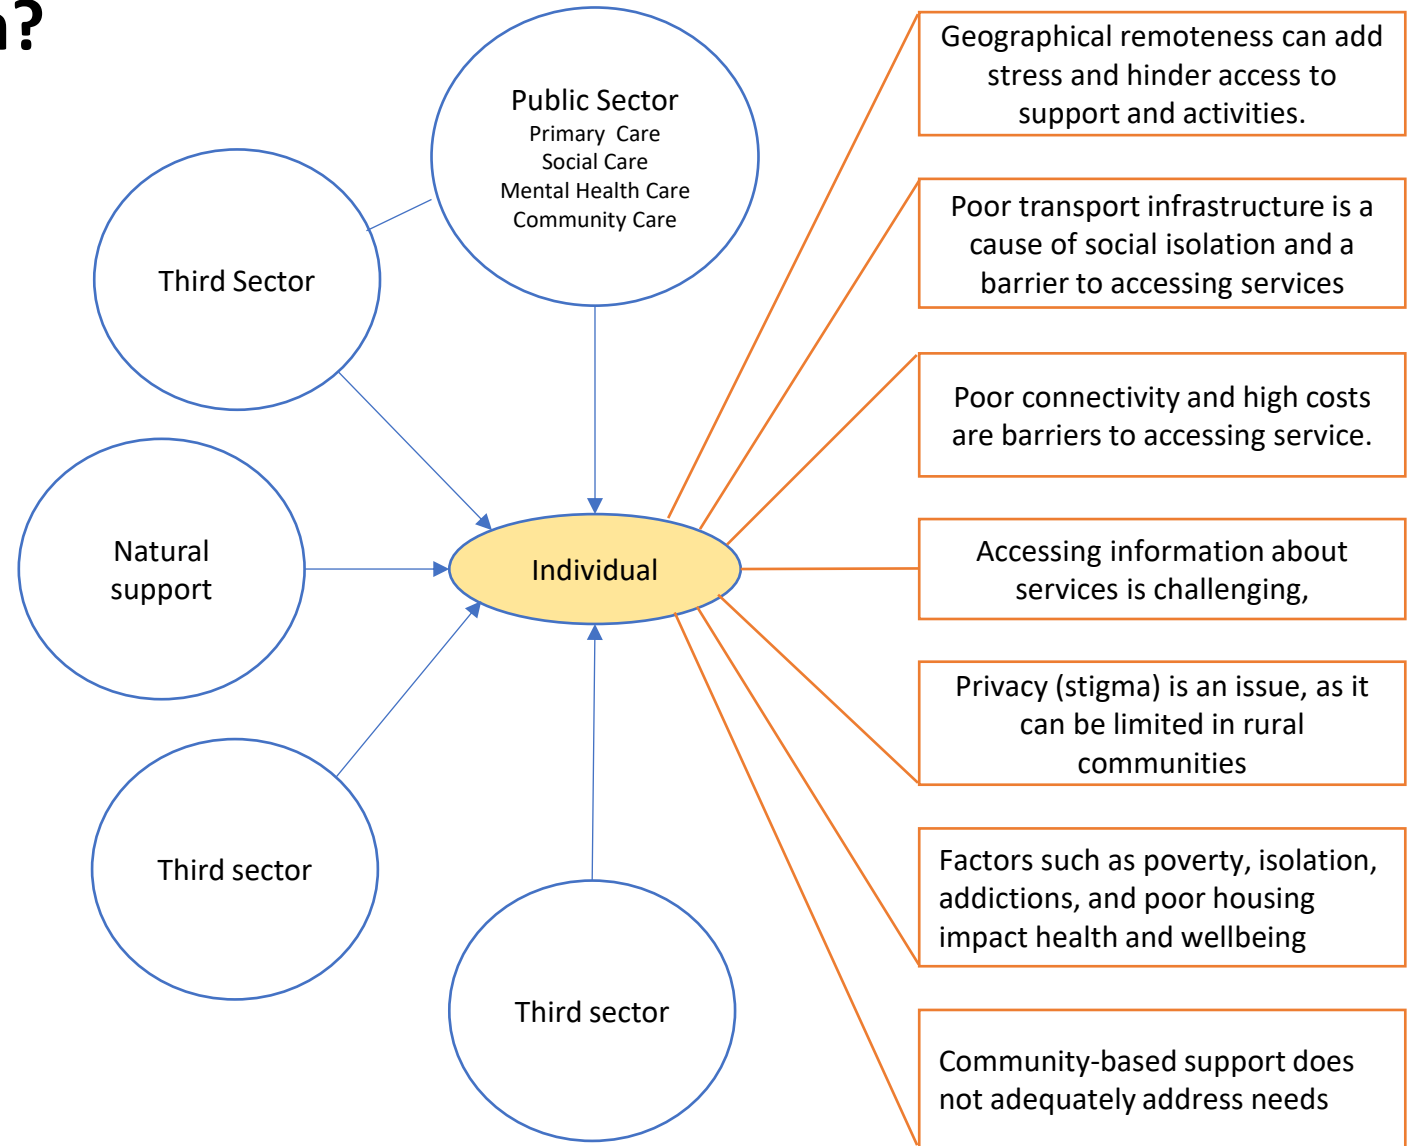 ?
Public Sector
Primary Care
Social Care
Mental Health Care
Community Care
Third Sector
Natural
support
Third sector
Third sector
Individual
Geographical remoteness can add
stress and hinder access to
support and activities.
Poor transport infrastructure is a
cause of social isolation and a
barrier to accessing services
Poor connectivity and high costs
are barriers to accessing service.
Accessing information about
services is challenging,
Privacy (stigma) is an issue, as it
can be limited in rural
communities
Factors such as poverty, isolation,
addictions, and poor housing
impact health and wellbeing
Community-based support does
not adequately address needs